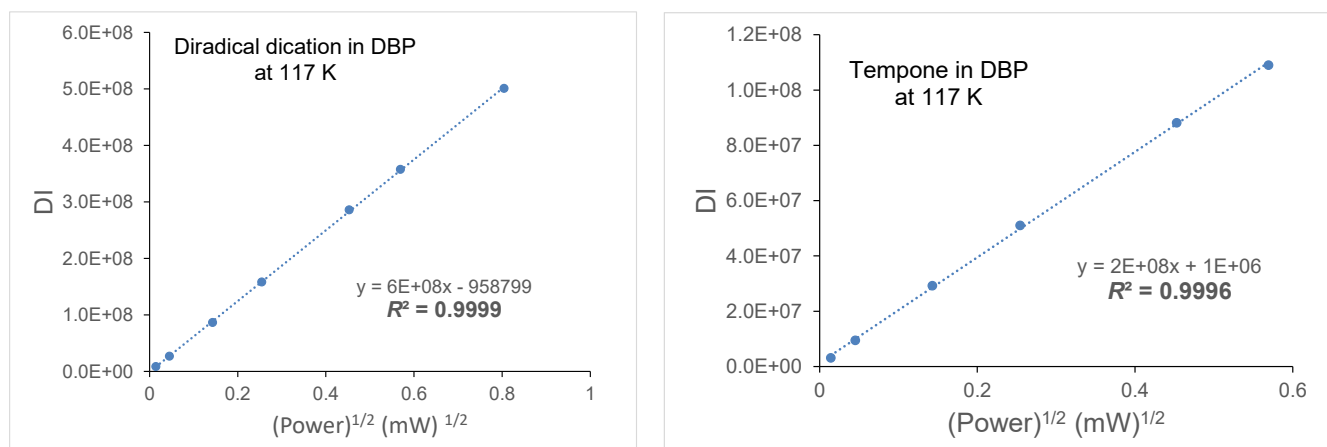 Diradical dication in DBP
at 117 K
6.0E+08
5.0E+08
4.0E+08
3.0E+08
2.0E+08
1.0E+08
0.0E+00
DI
y = 6E+08x - 958799
R² = 0.9999
0 0.2 0.4 0.6 0.8 1
(Power)^1/2 (mW) ^1/2
Tempone in DBP
at 117 K
1.2E+08
1.0E+08
8.0E+07
6.0E+07
4.0E+07
2.0E+07
0.0E+00
DI
y = 2E+08x + 1E+06
R² = 0.9996
0 0.2 0.4 0.6
(Power)^1/2 (mW)^1/2